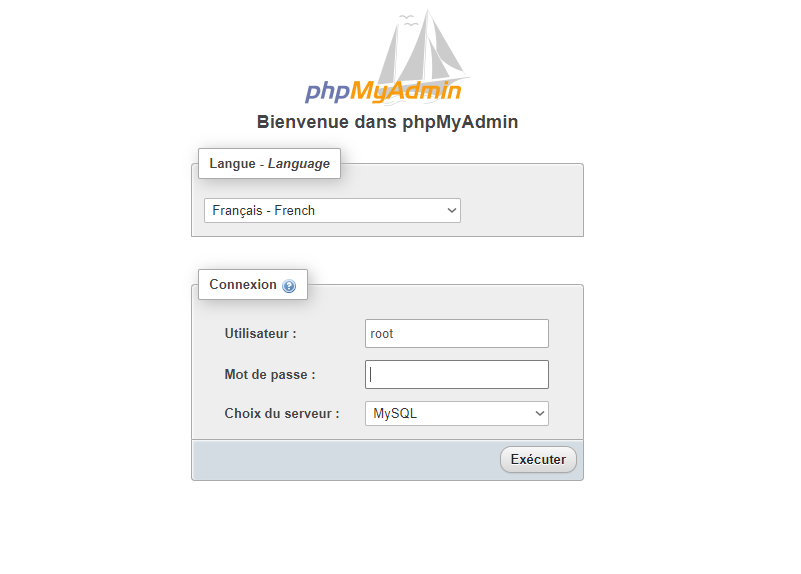 phpMyAdmin
Bienvenue dans phpMyAdmin
Langue - Language
Français - French
Connexion
Utilisateur : root
Mot de passe :
Choix du serveur : MySQL
Exécuter